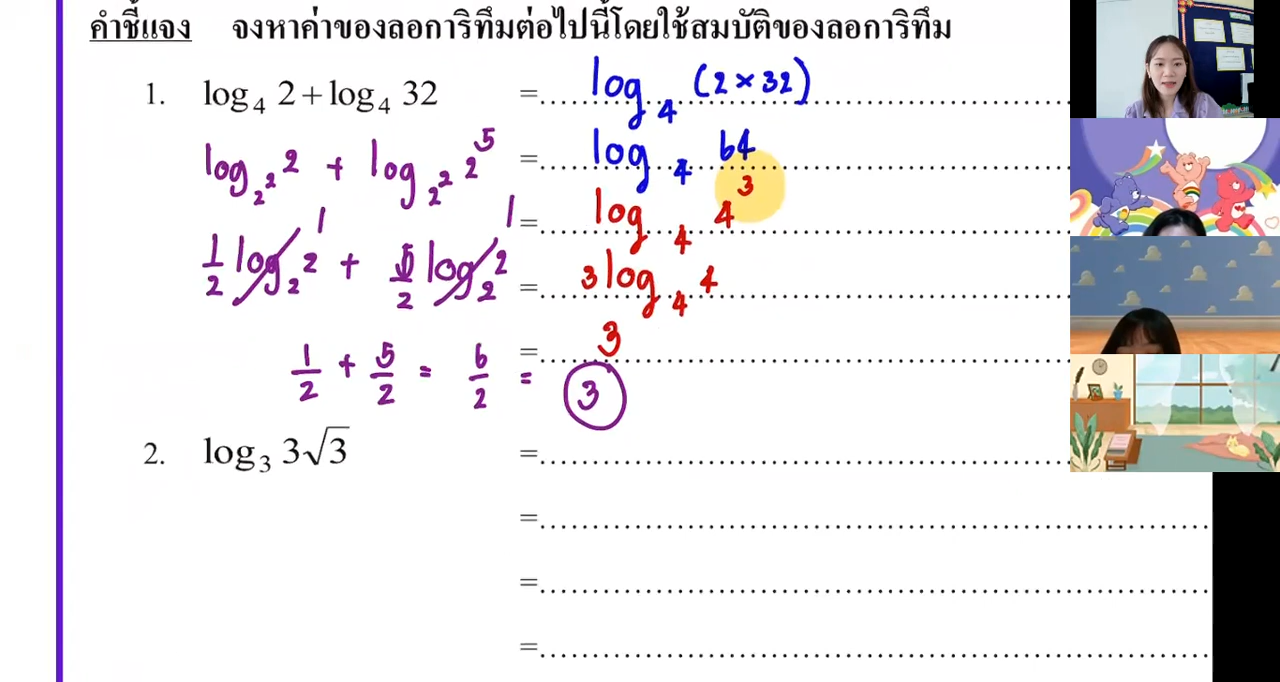 คำชี้แจง จงหาค่าของลอการิทึมต่อไปนี้โดยใช้สมบัติของลอการิทึม
1. log₄ 2 + log₄ 32 = log₄ (2 × 32)
log₂² 2 + log₂² 2⁵ = log₄ 64
1/2 log₂ 2 1 + 5/2 log₂ 2 1 = log₄ 4³
= 3 log₄ 4
= 3
1/2 + 5/2 = 6/2 = 3
2. log₃ 3√3 =
=
=
=